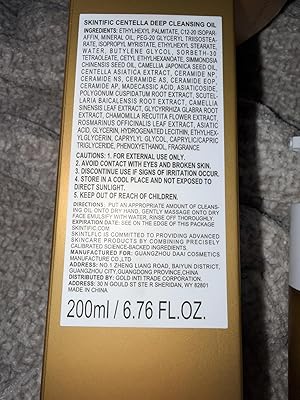 SKINTIFIC CENTELLA DEEP CLEANSING OIL
INGREDIENTS: ETHYLHEXYL PALMITATE, C12-20 ISOPAR
AFFIN, MINERAL OIL, PEG-20 GLYCERYL TRIISOSTEA-
RATE, ISOPROPYL MYRISTATE, ETHYLHEXYL STEARATE,
WATER, BUTYLENE GLYCOL, SORBETH-30
TETRAOLEATE, CETYL ETHYLHEXANOATE, SIMMONDSIA
CHINENSIS SEED OIL, CAMELLIA JAPONICA SEED OIL,
CENTELLA ASIATICA EXTRACT, CERAMIDE NP,
CERAMIDE NS, CERAMIDE AS, CERAMIDE EOP,
CERAMIDE AP, MADECASSIC ACID, ASIATICOSIDE,
POLYGONUM CUSPIDATUM ROOT EXTRACT, SCUTEL-
LARIA BAICALENSIS ROOT EXTRACT, CAMELLIA SIN
ENSIS LEAF EXTRACT, GLYCYRRHIZA GLABRA ROOT
EXTRACT, CHAMOMILLA RECUTITA FLOWER EXTRACT,
ROSMARINUS OFFICINALIS LEAF EXTRACT, ASIATIC
ACID, GLYCERIN, HYDROGENATED LECITHIN, ETHYLHEX-
YLGLYCERIN, CAPRYLYL GLYCOL, CAPRYLIC/CAPRIC
TRIGLYCERIDE, PHENOXYETHANOL, FRAGRANCE
CAUTIONS: 1. FOR EXTERNAL USE ONLY.
2. AVOID CONTACT WITH EYES AND BROKEN SKIN.
3. DISCONTINUE USE IF SIGNS OF IRRITATION OCCUR.
4. STORE IN A COOL PLACE AND NOT EXPOSED TO
DIRECT SUNLIGHT.
5. KEEP OUT OF REACH OF CHILDREN.
DIRECTIONS: PUT AN APPROPRIATE AMOUNT OF CLEANS-
ING OIL ONTO DRY HAND, GENTLY MASSAGE ONTO DRY
FACE EMULSIFY WITH WATER, RINSE OFF THOROUGHLY.
EXPIRATION DATE: SEE ON THE EDGE OF THIS PACKAGE
SKINTIFIC.COM
SKINTIFIC IS COMMITTED TO PROVIDING ADVANCED
SKINCARE PRODUCTS BY COMBINING PRECISELY
CALIBRATED SCIENCE-BACKED INGREDIENTS.
MANUFACTURED FOR: GUANGZHOU DAAI COSMETICS
MANUFACTURE CO.,LTD
ADDRESS: NO.1 ZHENG LIANG ROAD, BAIYUN DISTRICT,
GUANGZHOU CITY, GUANGDONG PROVINCE, CHINA
DISTRIBUTED BY: GOLD INTI TRADE CORPORATION.
ADDRESS: 30 N GOULD ST STE R SHERIDAN, WY 82801
MADE IN CHINA
200ml / 6.76 FL.OZ.